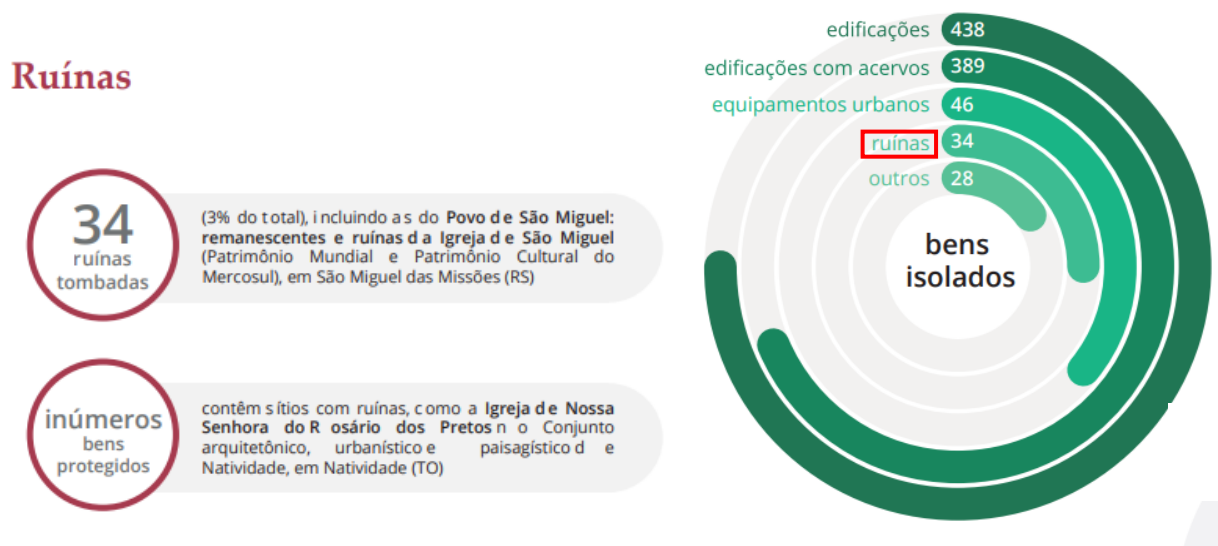 Ruínas
34
ruínas
tombadas
(3% do total), incluindo as do Povo de São Miguel:
remanescentes e ruínas da Igreja de São Miguel
(Patrimônio Mundial e Patrimônio Cultural do
Mercosul), em São Miguel das Missões (RS)
inúmeros
bens
protegidos
contêm sítios com ruínas, como a Igreja de Nossa
Senhora do R osário dos Pretos n o Conjunto
arquitetônico, urbanístico e paisagístico d e
Natividade, em Natividade (TO)
edificações 438
edificações com acervos 389
equipamentos urbanos 46
ruínas 34
outros 28
bens
isolados